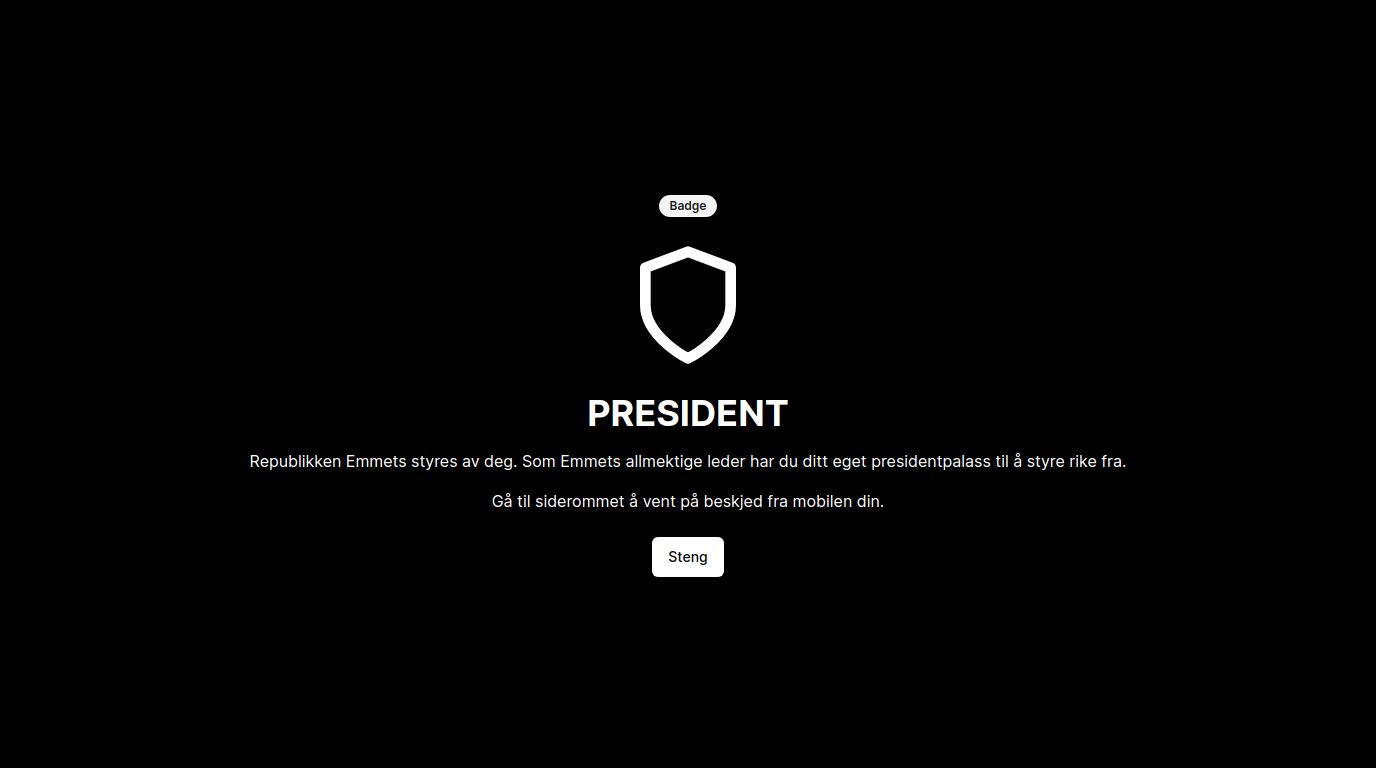 Badge
PRESIDENT
Republikken Emmets styres av deg. Som Emmets allmektige leder har du ditt eget presidentpalass til å styre rike fra.
Gå til siderommet å vent på beskjed fra mobilen din.
Steng